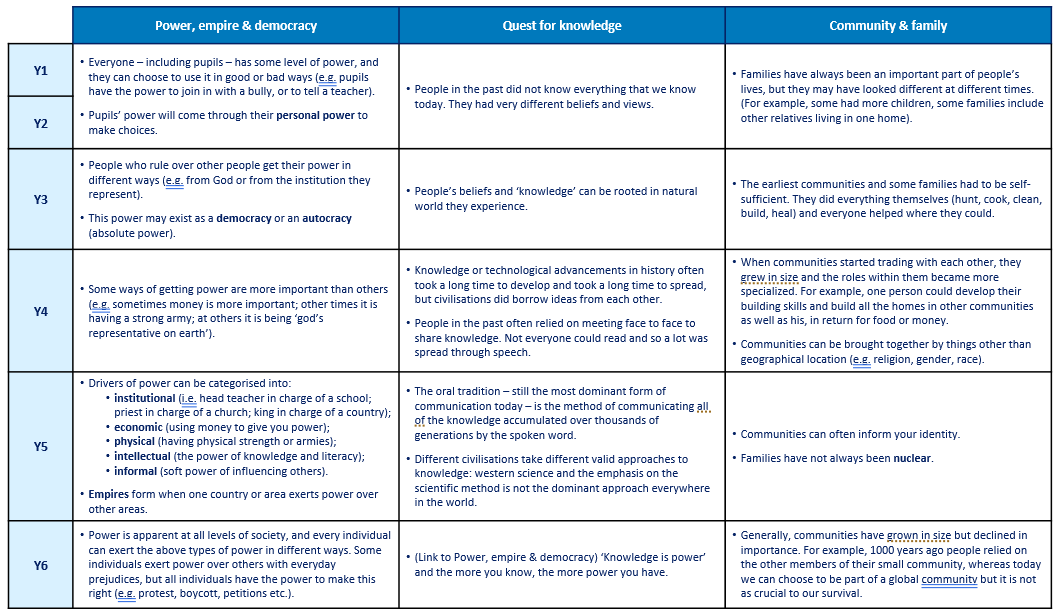 Power, empire & democracy
Quest for knowledge
Community & family
Y1
Y2
• Everyone – including pupils – has some level of power, and
they can choose to use it in good or bad ways (e.g. pupils
have the power to join in with a bully, or to tell a teacher).
• Pupils' power will come through their personal power to
make choices.
• People in the past did not know everything that we know
today. They had very different beliefs and views.
• Families have always been an important part of people's
lives, but they may have looked different at different times.
(For example, some had more children, some families include
other relatives living in one home).
Y3
• People who rule over other people get their power in
different ways (e.g. from God or from the institution they
represent).
• This power may exist as a democracy or an autocracy
(absolute power).
• People's beliefs and 'knowledge' can be rooted in natural
world they experience.
• The earliest communities and some families had to be self-
sufficient. They did everything themselves (hunt, cook, clean,
build, heal) and everyone helped where they could.
Y4
• Some ways of getting power are more important than others
(e.g. sometimes money is more important; other times it is
having a strong army; at others it is being 'god's
representative on earth').
• Knowledge or technological advancements in history often
took a long time to develop and took a long time to spread,
but civilisations did borrow ideas from each other.
• People in the past often relied on meeting face to face to
share knowledge. Not everyone could read and so a lot was
spread through speech.
• When communities started trading with each other, they
grew in size and the roles within them became more
specialized. For example, one person could develop their
building skills and build all the homes in other communities
as well as his, in return for food or money.
• Communities can be brought together by things other than
geographical location (e.g. religion, gender, race).
Y5
• Drivers of power can be categorised into:
• institutional (i.e. head teacher in charge of a school;
priest in charge of a church; king in charge of a country);
• economic (using money to give you power);
• physical (having physical strength or armies);
• intellectual (the power of knowledge and literacy);
• informal (soft power of influencing others).
• Empires form when one country or area exerts power over
other areas.
• The oral tradition – still the most dominant form of
communication today – is the method of communicating all
of the knowledge accumulated over thousands of
generations by the spoken word.
• Different civilisations take different valid approaches to
knowledge: western science and the emphasis on the
scientific method is not the dominant approach everywhere
in the world.
• Communities can often inform your identity.
• Families have not always been nuclear.
Y6
• Power is apparent at all levels of society, and every individual
can exert the above types of power in different ways. Some
individuals exert power over others with everyday
prejudices, but all individuals have the power to make this
right (e.g. protest, boycott, petitions etc.).
• (Link to Power, empire & democracy) 'Knowledge is power'
and the more you know, the more power you have.
• Generally, communities have grown in size but declined in
importance. For example, 1000 years ago people relied on
the other members of their small community, whereas today
we can choose to be part of a global community but it is not
as crucial to our survival.